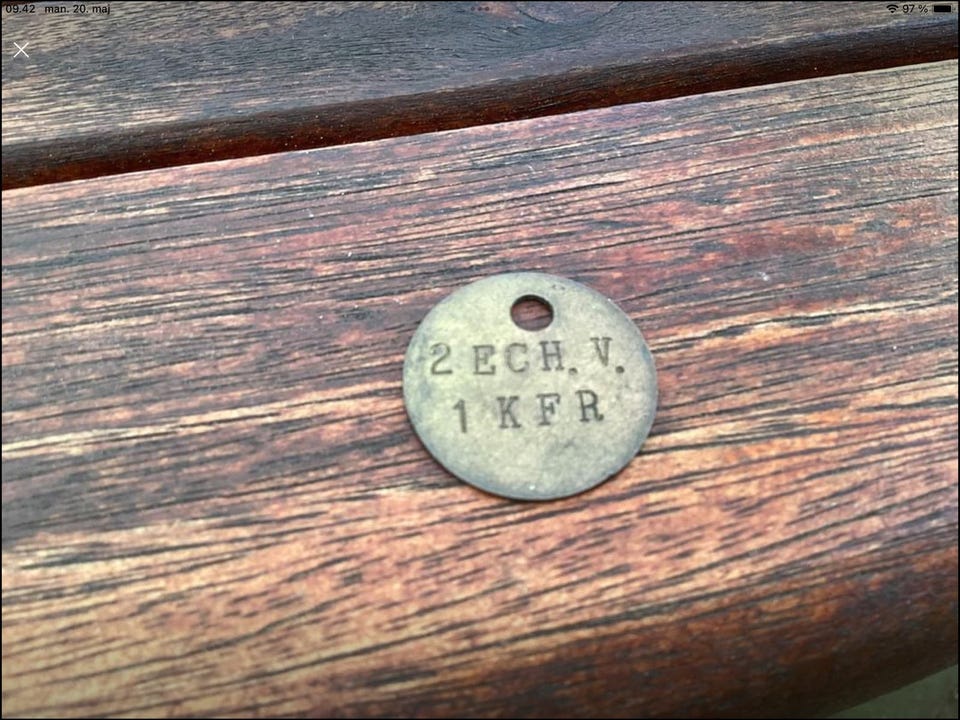 09.42 man. 20. maj 97 %
2 ECH. V.
1 KFR